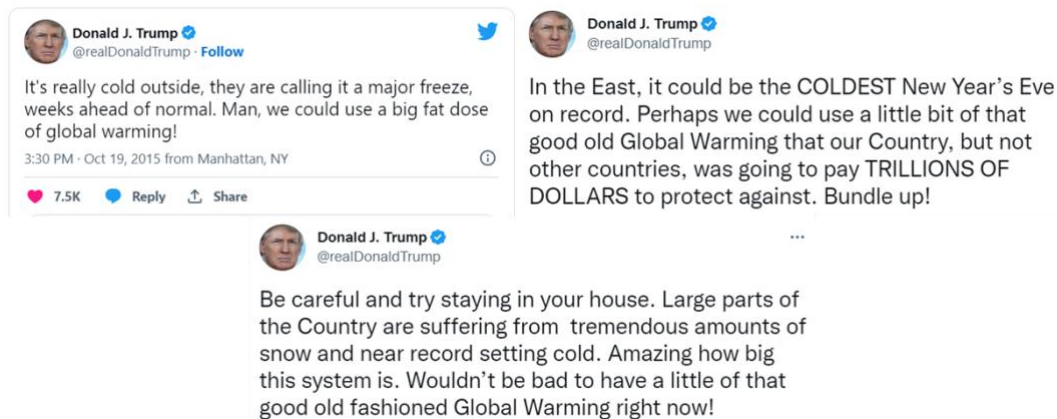 Donald J. Trump
@realDonaldTrump · Follow
It's really cold outside, they are calling it a major freeze,
weeks ahead of normal. Man, we could use a big fat dose
of global warming!
3:30 PM · Oct 19, 2015 from Manhattan, NY
7.5K Reply Share
Donald J. Trump
@realDonaldTrump
In the East, it could be the COLDEST New Year’s Eve
on record. Perhaps we could use a little bit of that
good old Global Warming that our Country, but not
other countries, was going to pay TRILLIONS OF
DOLLARS to protect against. Bundle up!
Donald J. Trump
@realDonaldTrump
Be careful and try staying in your house. Large parts of
the Country are suffering from tremendous amounts of
snow and near record setting cold. Amazing how big
this system is. Wouldn’t be bad to have a little of that
good old fashioned Global Warming right now!